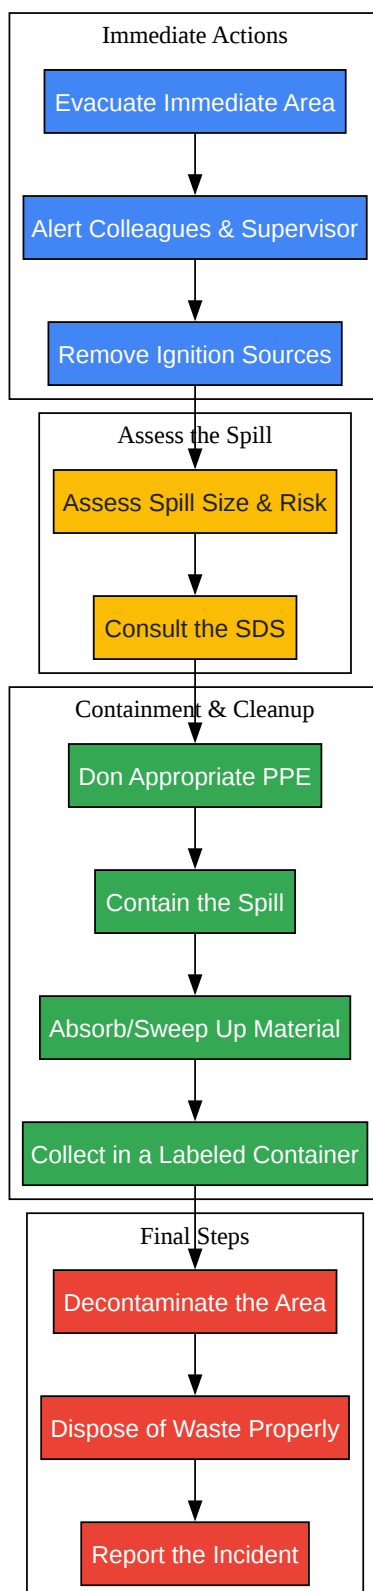 Immediate Actions
Evacuate Immediate Area
Alert Colleagues & Supervisor
Remove Ignition Sources
Assess the Spill
Assess Spill Size & Risk
Consult the SDS
Containment & Cleanup
Don Appropriate PPE
Contain the Spill
Absorb/Sweep Up Material
Collect in a Labeled Container
Final Steps
Decontaminate the Area
Dispose of Waste Properly
Report the Incident